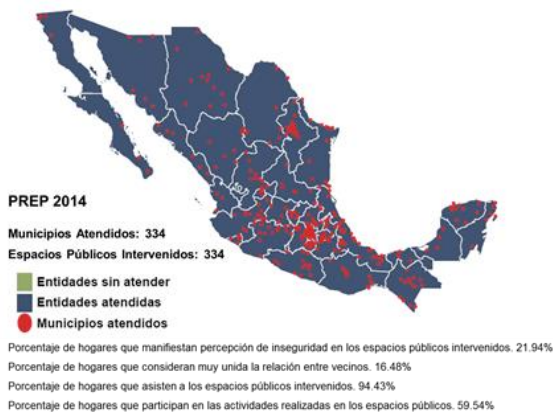 PREP 2014
Municipios Atendidos: 334
Espacios Públicos Intervenidos: 334
Entidades sin atender
Entidades atendidas
Municipios atendidos
Porcentaje de hogares que manifiestan percepción de inseguridad en los espacios públicos intervenidos. 21.94%
Porcentaje de hogares que consideran muy unida la relación entre vecinos. 16.48%
Porcentaje de hogares que asisten a los espacios públicos intervenidos. 94.43%
Porcentaje de hogares que participan en las actividades realizadas en los espacios públicos. 59.54%